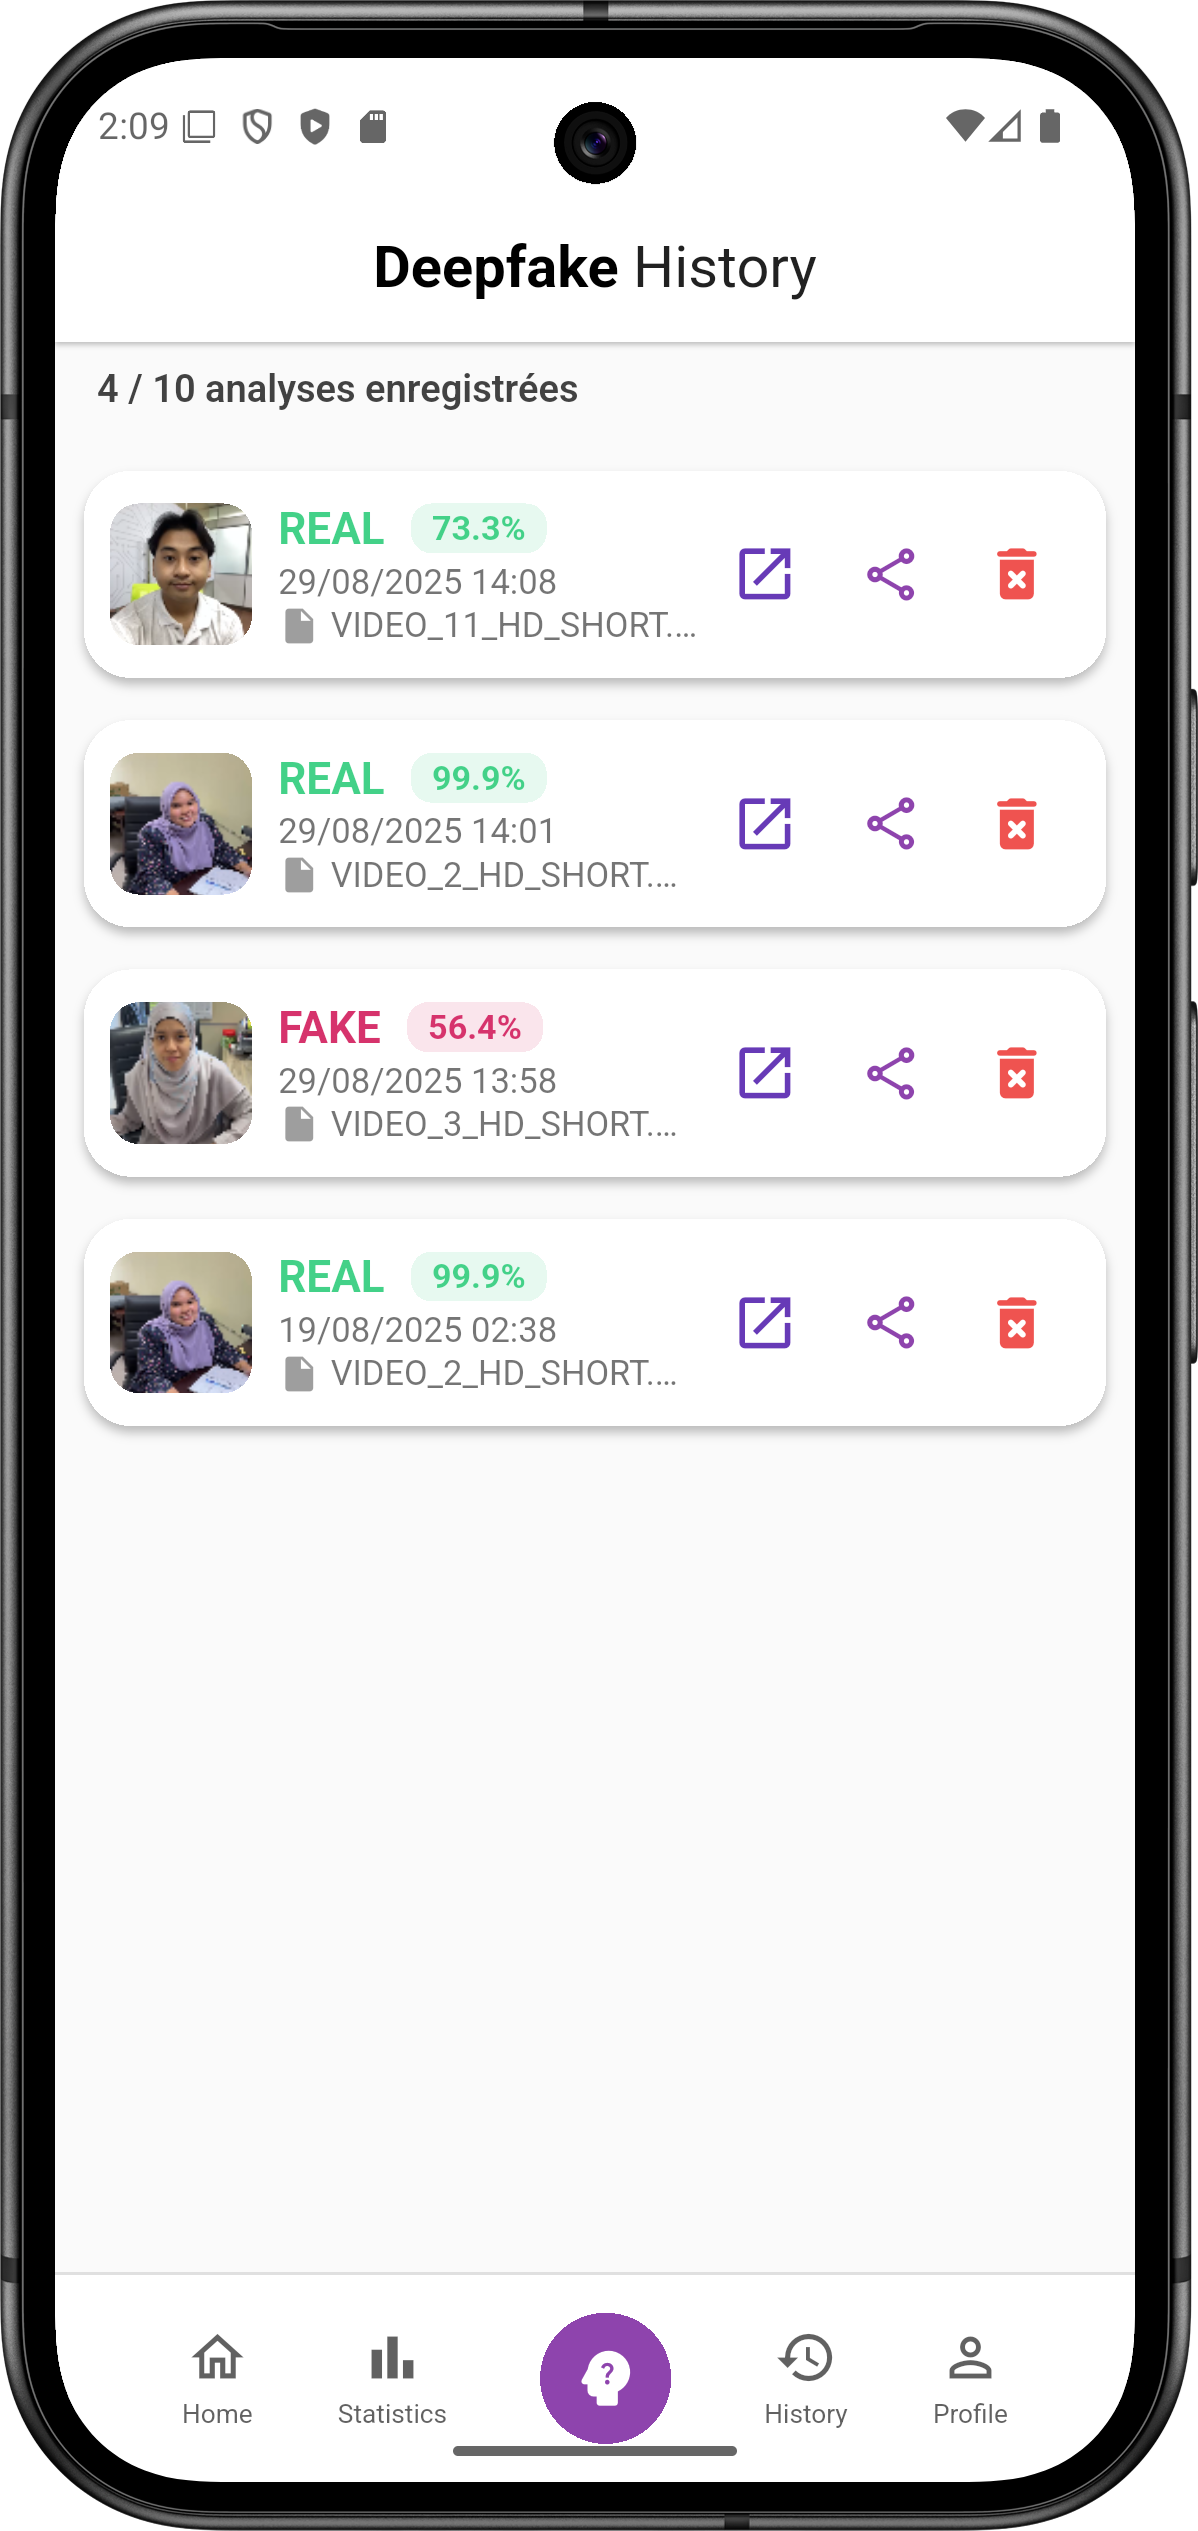 2:09
Deepfake History
4 / 10 analyses enregistrées
REAL 73.3%
29/08/2025 14:08
VIDEO_11_HD_SHORT....
REAL 99.9%
29/08/2025 14:01
VIDEO_2_HD_SHORT....
FAKE 56.4%
29/08/2025 13:58
VIDEO_3_HD_SHORT....
REAL 99.9%
19/08/2025 02:38
VIDEO_2_HD_SHORT....
?
Home Statistics History Profile